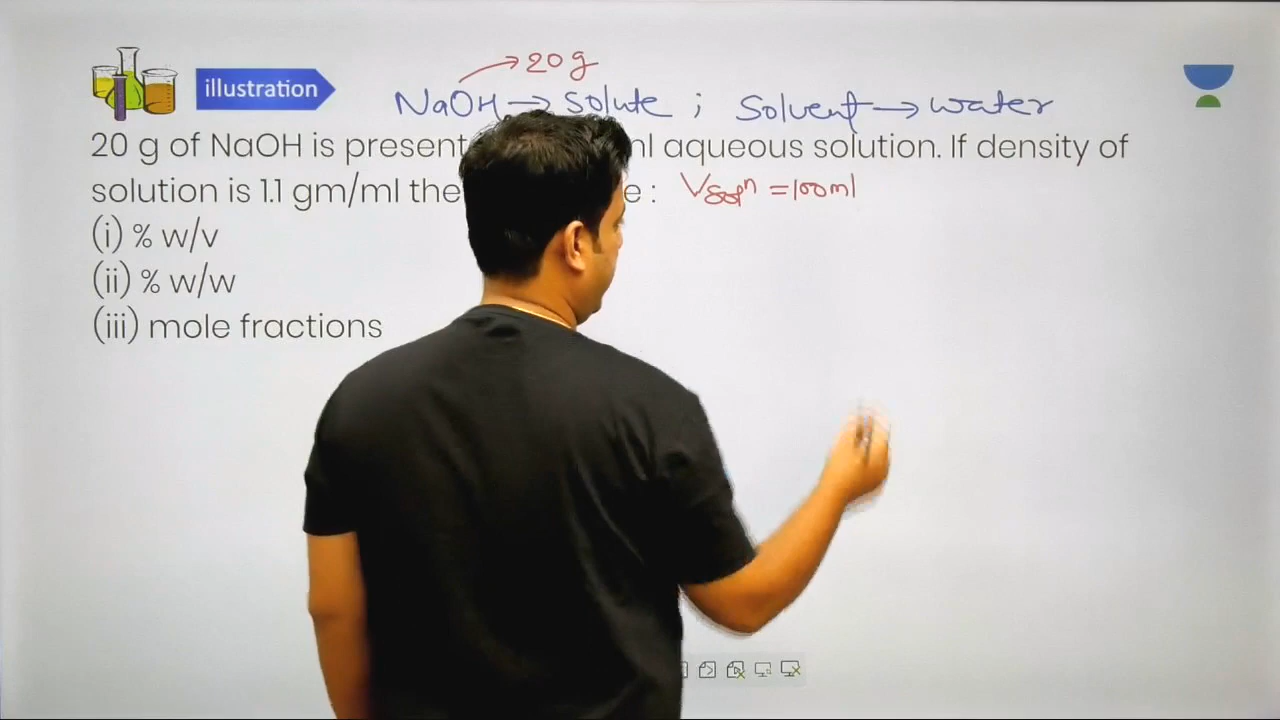 illustration
→ 20 g
NaOH → Solute ; Solvent → water
20 g of NaOH is present ml aqueous solution. If density of
solution is 1.1 gm/ml the e : Vsolⁿ = 100ml
(i) % w/v
(ii) % w/w
(iii) mole fractions